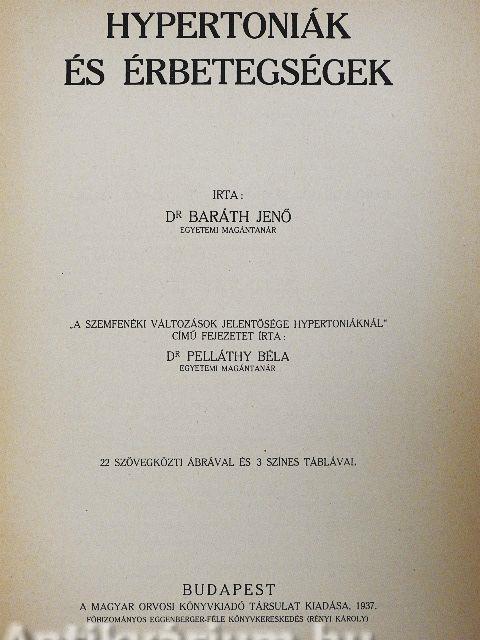 HYPERTONIÁK
ÉS ÉRBETEGSÉGEK
IRTA:
DR BARÁTH JENŐ
EGYETEMI MAGÁNTANÁR
„A SZEMFENÉKI VÁLTOZÁSOK JELENTŐSÉGE HYPERTONIÁKNÁL"
CÍMŰ FEJEZETET ÍRTA:
DR PELLÁTHY BÉLA
EGYETEMI MAGÁNTANÁR
22 SZÖVEGKÖZTI ÁBRÁVAL ÉS 3 SZÍNES TÁBLÁVAL
BUDAPEST
A MAGYAR ORVOSI KÖNYVKIADÓ TÁRSULAT KIADÁSA, 1937.
FŐBIZOMÁNYOS EGGENBERGER-FÉLE KÖNYVKERESKEDÉS (RÉNYI KÁROLY)